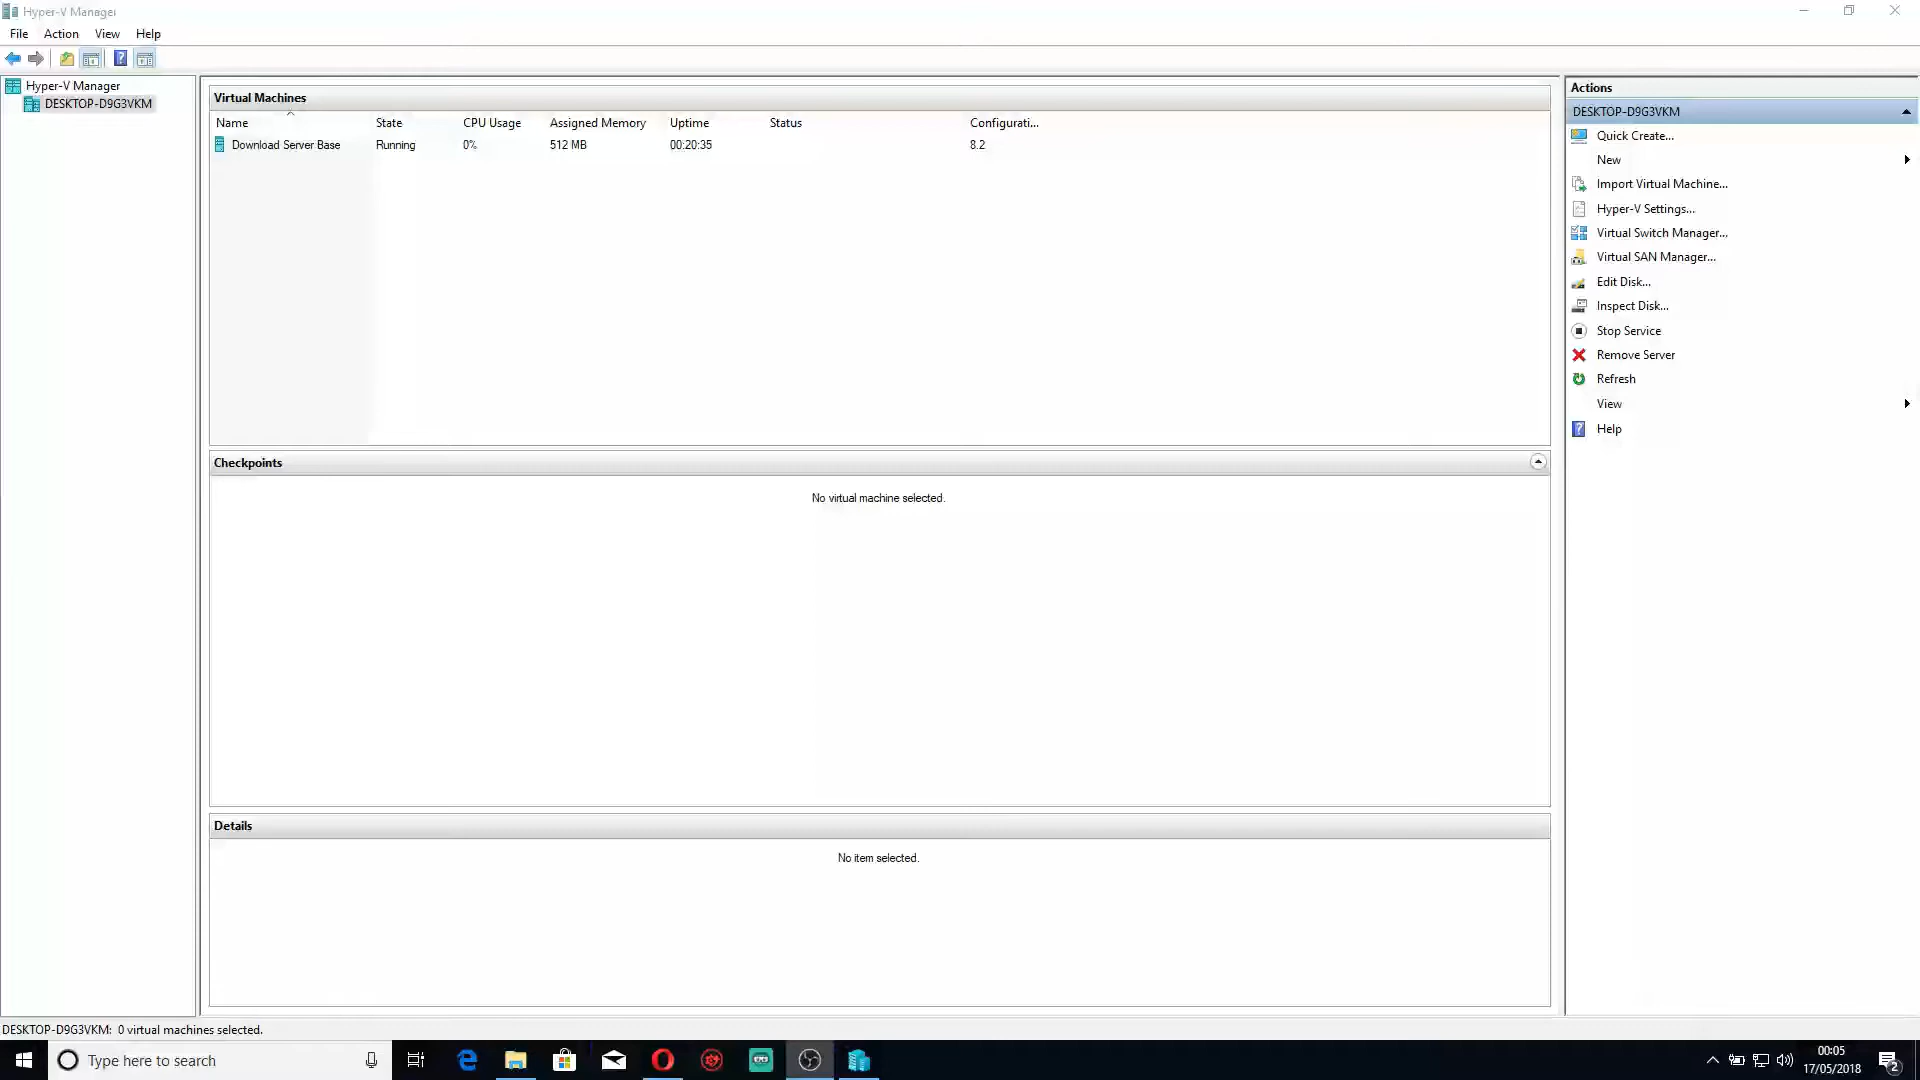 Hyper-V Manager
File Action View Help
Hyper-V Manager
DESKTOP-D9G3VKM
Virtual Machines
Name State CPU Usage Assigned Memory Uptime Status Configurati...
Download Server Base Running 0% 512 MB 00:20:35 8.2
Checkpoints
No virtual machine selected.
Details
No item selected.
Actions
DESKTOP-D9G3VKM
Quick Create...
New
Import Virtual Machine...
Hyper-V Settings...
Virtual Switch Manager...
Virtual SAN Manager...
Edit Disk...
Inspect Disk...
Stop Service
Remove Server
Refresh
View
Help
DESKTOP-D9G3VKM: 0 virtual machines selected.
Type here to search
00:05
17/05/2018
2